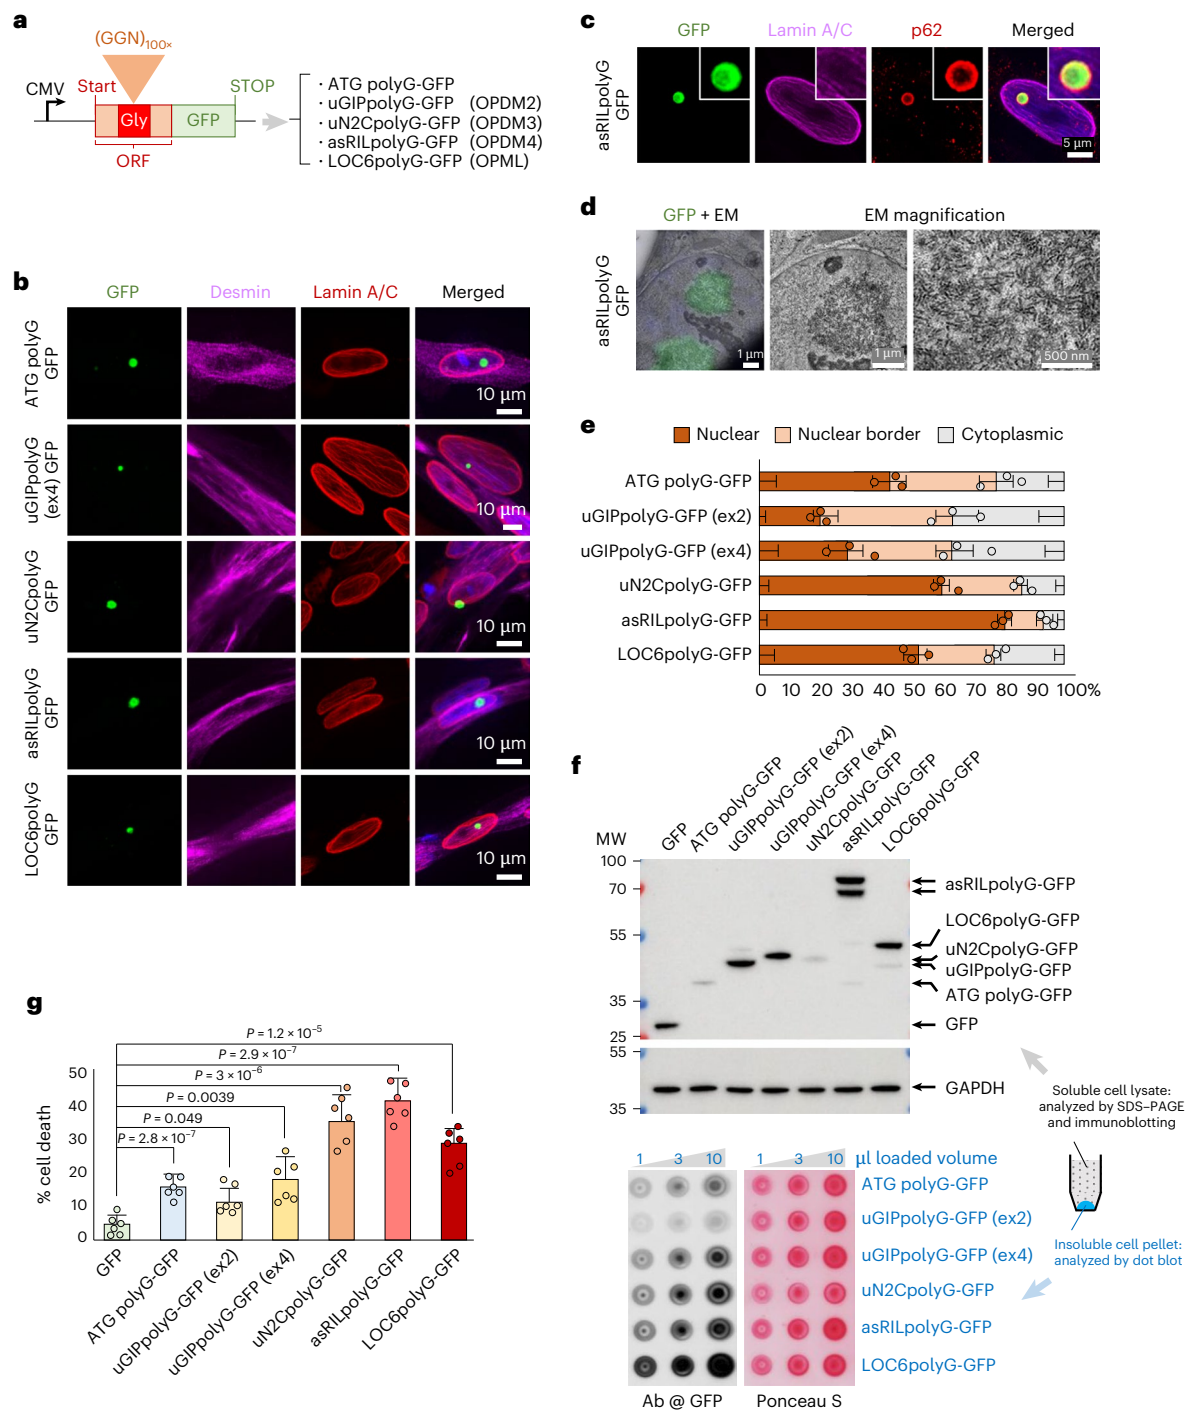 a
(GGN)100×
CMV
Start
STOP
Gly
GFP
ORF
· ATG polyG-GFP
· uGIPpolyG-GFP (OPDM2)
· uN2CpolyG-GFP (OPDM3)
· asRILpolyG-GFP (OPDM4)
· LOC6polyG-GFP (OPML)
b
GFP Desmin Lamin A/C Merged
ATG polyG
GFP
10 µm
uGIPpolyG
(ex4) GFP
10 µm
uN2CpolyG
GFP
10 µm
asRILpolyG
GFP
10 µm
LOC6polyG
GFP
10 µm
c
GFP Lamin A/C p62 Merged
asRILpolyG
GFP
5 µm
d
GFP + EM EM magnification
asRILpolyG
GFP
1 µm
1 µm
500 nm
e
Nuclear Nuclear border Cytoplasmic
ATG polyG-GFP
uGIPpolyG-GFP (ex2)
uGIPpolyG-GFP (ex4)
uN2CpolyG-GFP
asRILpolyG-GFP
LOC6polyG-GFP
0 10 20 30 40 50 60 70 80 90 100%
f
MW
GFP
ATG polyG-GFP
uGIPpolyG-GFP (ex2)
uGIPpolyG-GFP (ex4)
uN2CpolyG-GFP
asRILpolyG-GFP
LOC6polyG-GFP
100
70
55
35
25
55
35
asRILpolyG-GFP
LOC6polyG-GFP
uN2CpolyG-GFP
uGIPpolyG-GFP
ATG polyG-GFP
GFP
GAPDH
Soluble cell lysate:
analyzed by SDS–PAGE
and immunoblotting
Insoluble cell pellet:
analyzed by dot blot
1 3 10 1 3 10 µl loaded volume
ATG polyG-GFP
uGIPpolyG-GFP (ex2)
uGIPpolyG-GFP (ex4)
uN2CpolyG-GFP
asRILpolyG-GFP
LOC6polyG-GFP
Ab @ GFP Ponceau S
g
P = 1.2 × 10−5
P = 2.9 × 10−7
P = 3 × 10−6
P = 0.0039
P = 0.049
P = 2.8 × 10−7
% cell death
50
40
30
20
10
0
GFP
ATG polyG-GFP
uGIPpolyG-GFP (ex2)
uGIPpolyG-GFP (ex4)
uN2CpolyG-GFP
asRILpolyG-GFP
LOC6polyG-GFP